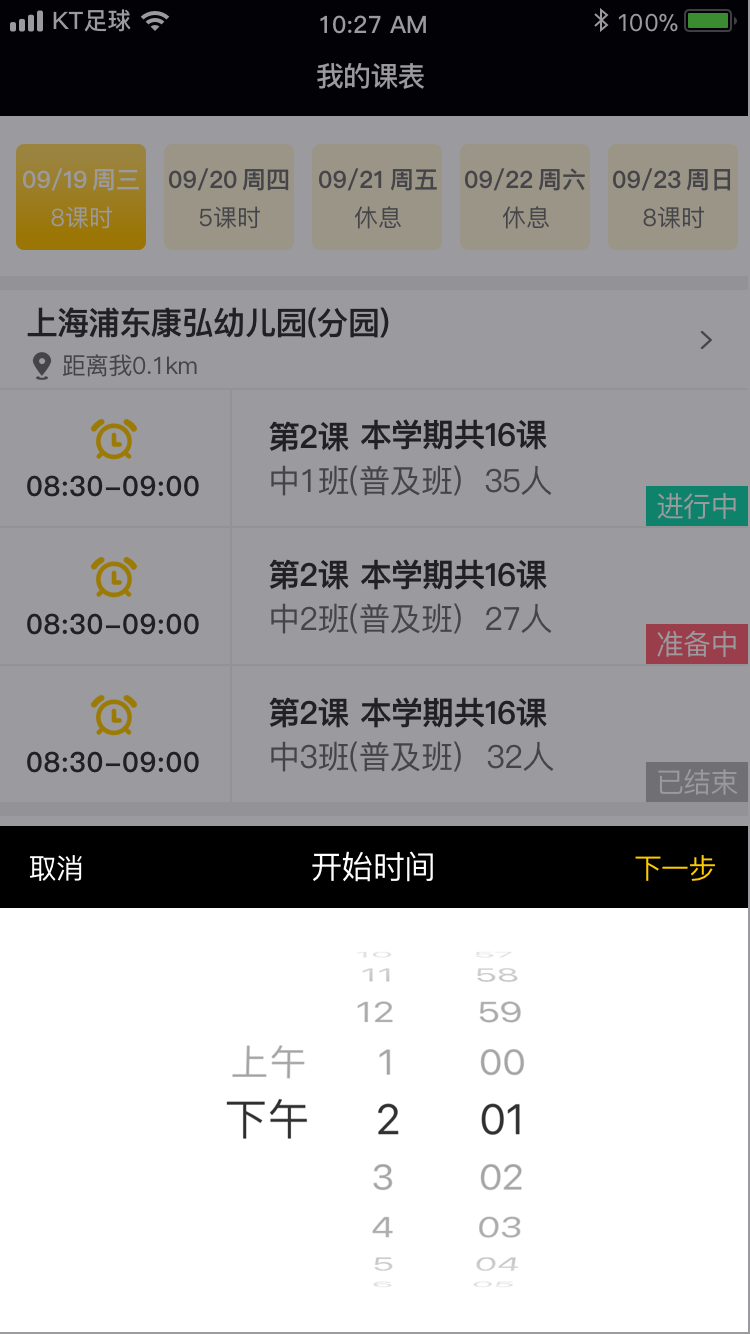 KT足球 10:27 AM 100%
我的课表
09/19 周三 09/20 周四 09/21 周五 09/22 周六 09/23 周日
8课时 5课时 休息 休息 8课时
上海浦东康弘幼儿园(分园)
距离我0.1km
第2课 本学期共16课
08:30-09:00 中1班(普及班) 35人
进行中
第2课 本学期共16课
08:30-09:00 中2班(普及班) 27人
准备中
第2课 本学期共16课
08:30-09:00 中3班(普及班) 32人
已结束
取消 开始时间 下一步
10 57
11 58
12 59
上午 1 00
下午 2 01
3 02
4 03
5 04
6 05